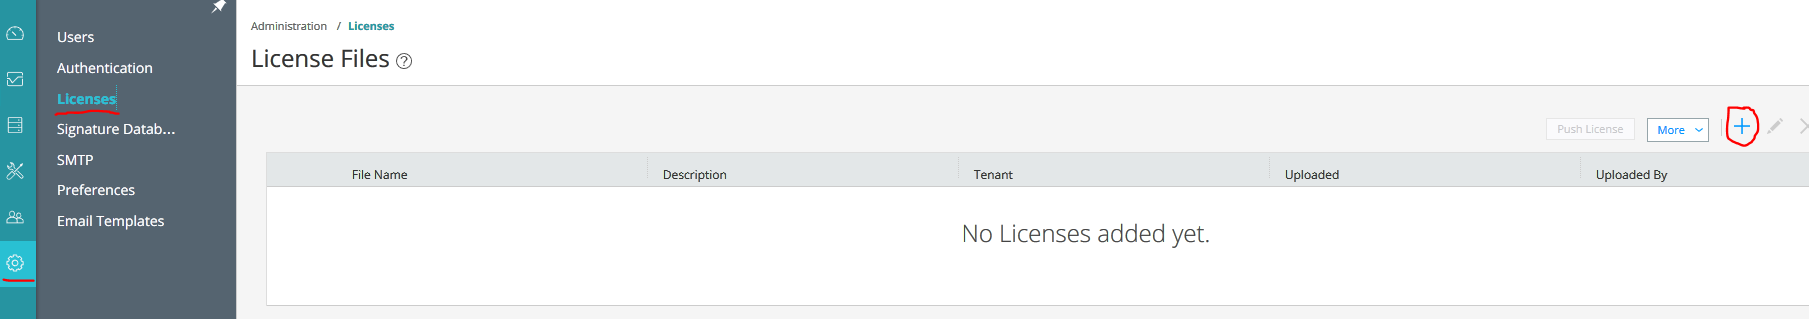 Users
Authentication
Licenses
Signature Datab...
SMTP
Preferences
Email Templates
Administration / Licenses
License Files ?
Push License More
File Name Description Tenant Uploaded Uploaded By
No Licenses added yet.